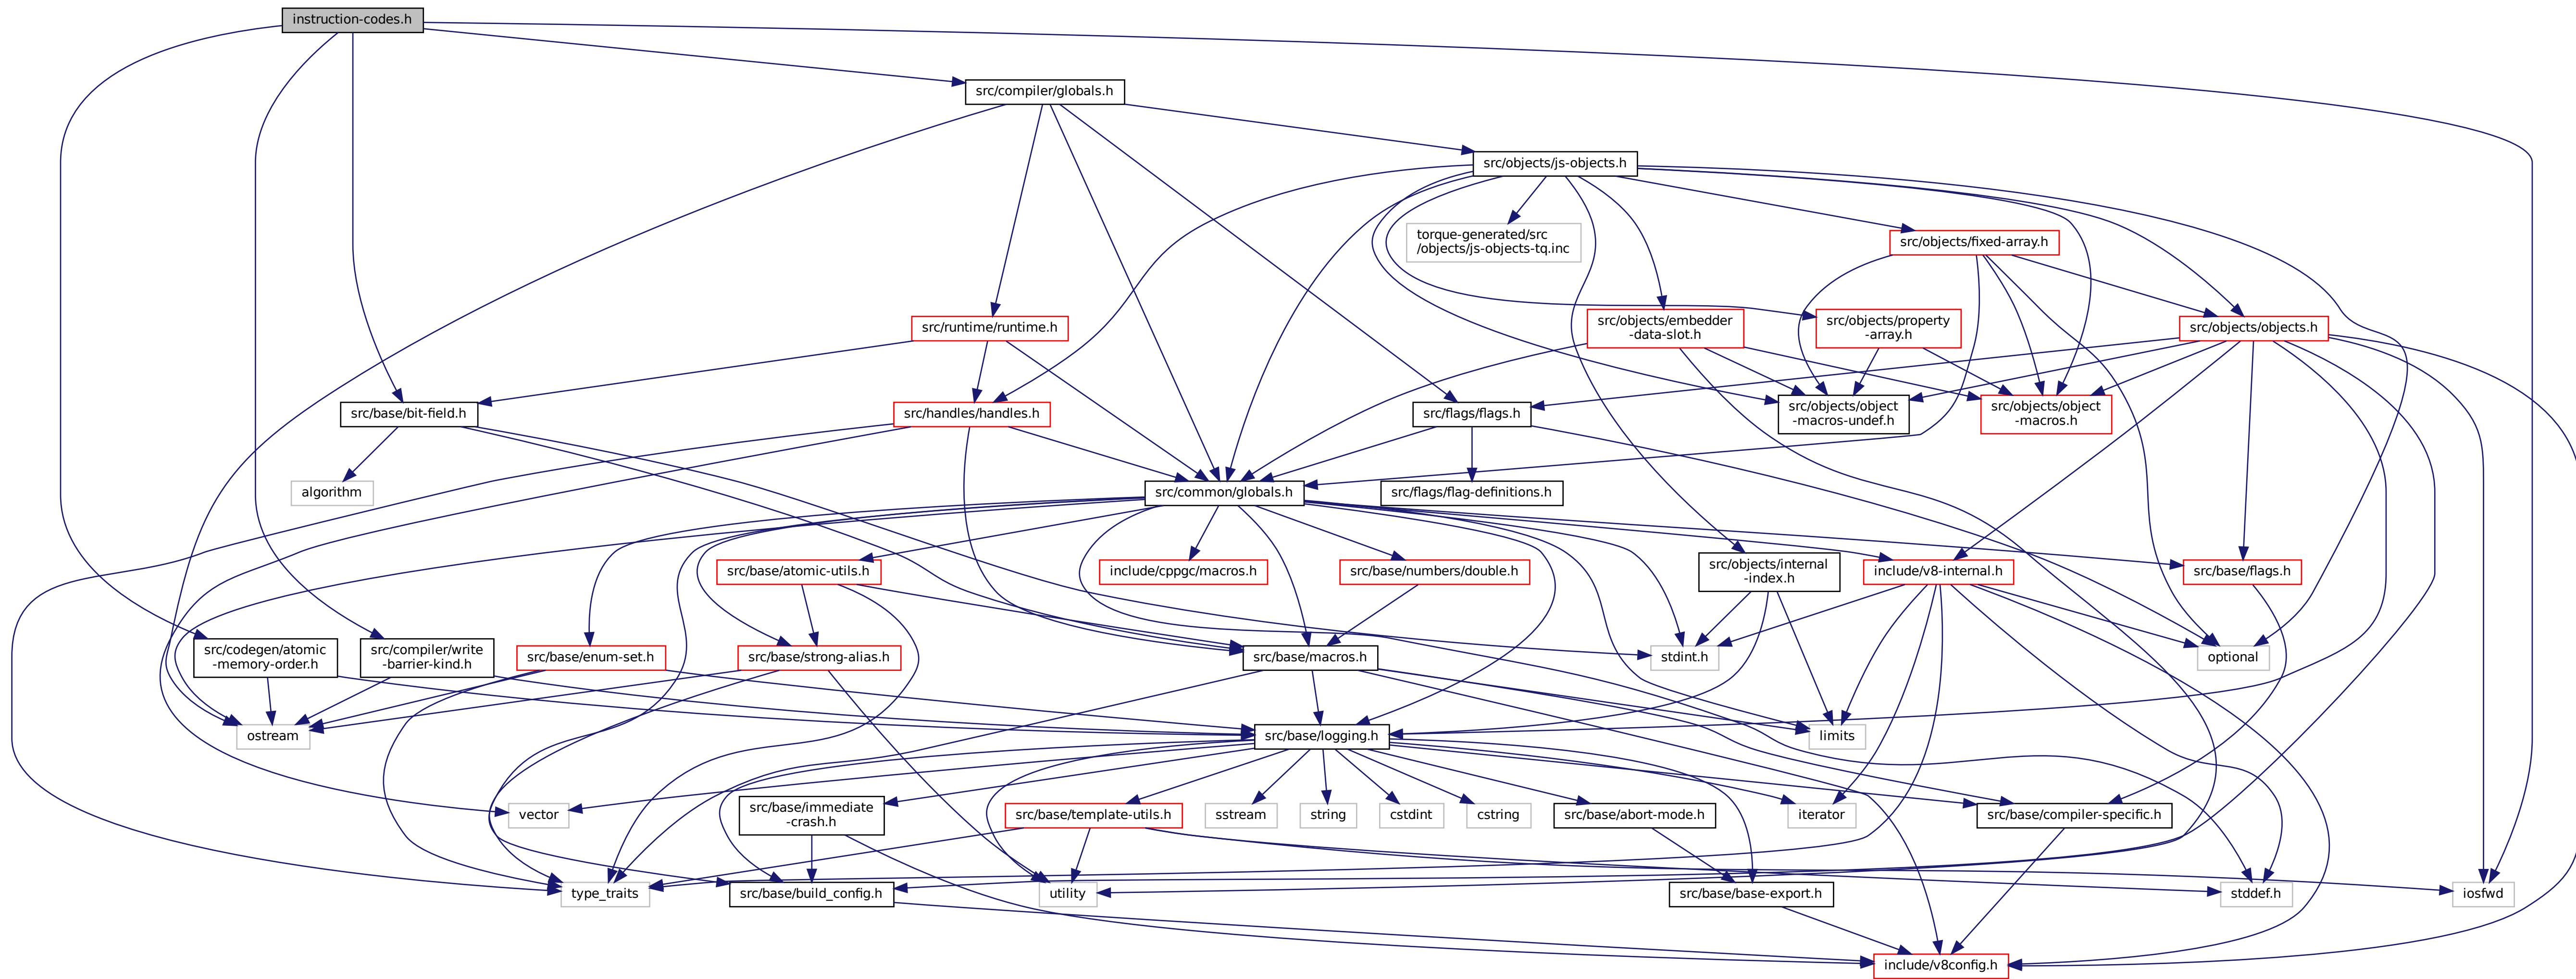 instruction-codes.h
src/compiler/globals.h
src/objects/js-objects.h
torque-generated/src
/objects/js-objects-tq.inc
src/objects/fixed-array.h
src/runtime/runtime.h
src/objects/embedder
-data-slot.h
src/objects/property
-array.h
src/objects/objects.h
src/base/bit-field.h
src/handles/handles.h
src/flags/flags.h
src/objects/object
-macros-undef.h
src/objects/object
-macros.h
algorithm
src/common/globals.h
src/flags/flag-definitions.h
src/base/atomic-utils.h
include/cppgc/macros.h
src/base/numbers/double.h
src/objects/internal
-index.h
include/v8-internal.h
src/base/flags.h
src/codegen/atomic
-memory-order.h
src/compiler/write
-barrier-kind.h
src/base/enum-set.h
src/base/strong-alias.h
src/base/macros.h
stdint.h
optional
ostream
src/base/logging.h
limits
vector
src/base/immediate
-crash.h
src/base/template-utils.h
sstream
string
cstdint
cstring
src/base/abort-mode.h
iterator
src/base/compiler-specific.h
type_traits
src/base/build_config.h
utility
src/base/base-export.h
stddef.h
iosfwd
include/v8config.h